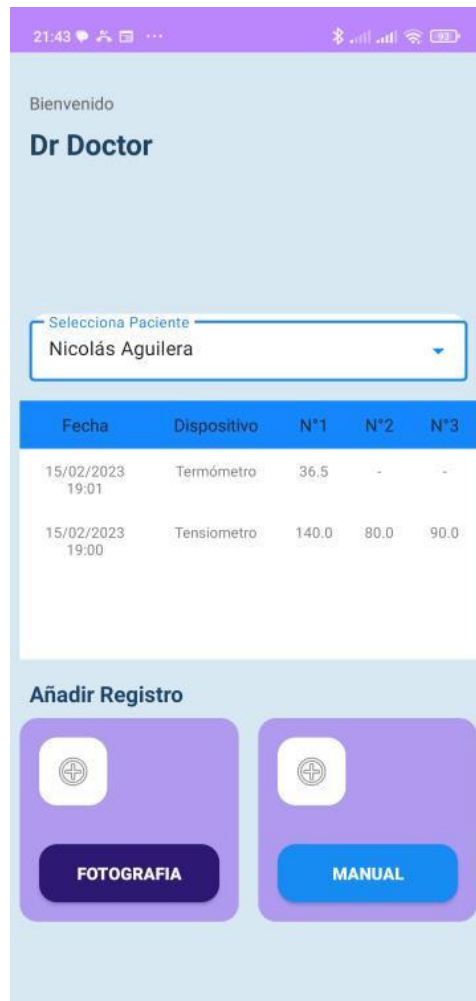 21:43
93
Bienvenido
Dr Doctor
Selecciona Paciente
Nicolás Aguilera
Fecha Dispositivo N°1 N°2 N°3
15/02/2023
19:01
Termómetro 36.5 - -
15/02/2023
19:00
Tensiometro 140.0 80.0 90.0
Añadir Registro
FOTOGRAFIA
MANUAL